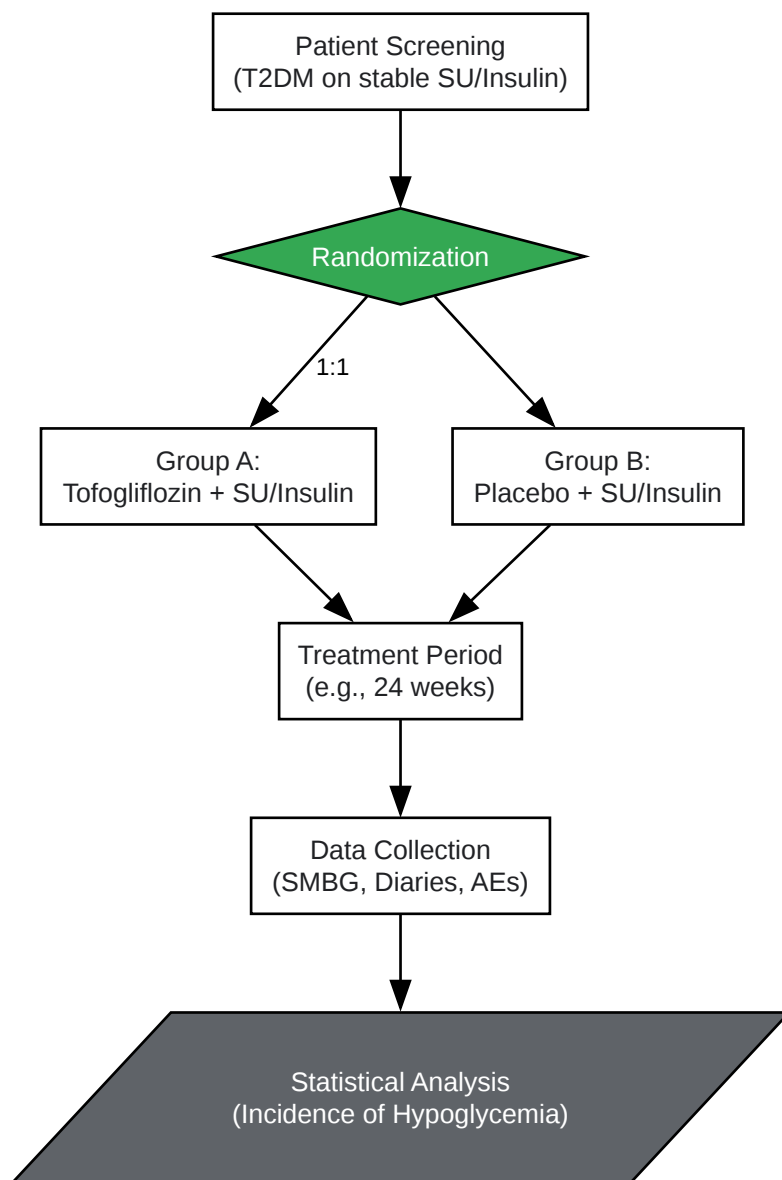 Patient Screening
(T2DM on stable SU/Insulin)
Randomization
1:1
Group A:
Tofogliflozin + SU/Insulin
Group B:
Placebo + SU/Insulin
Treatment Period
(e.g., 24 weeks)
Data Collection
(SMBG, Diaries, AEs)
Statistical Analysis
(Incidence of Hypoglycemia)